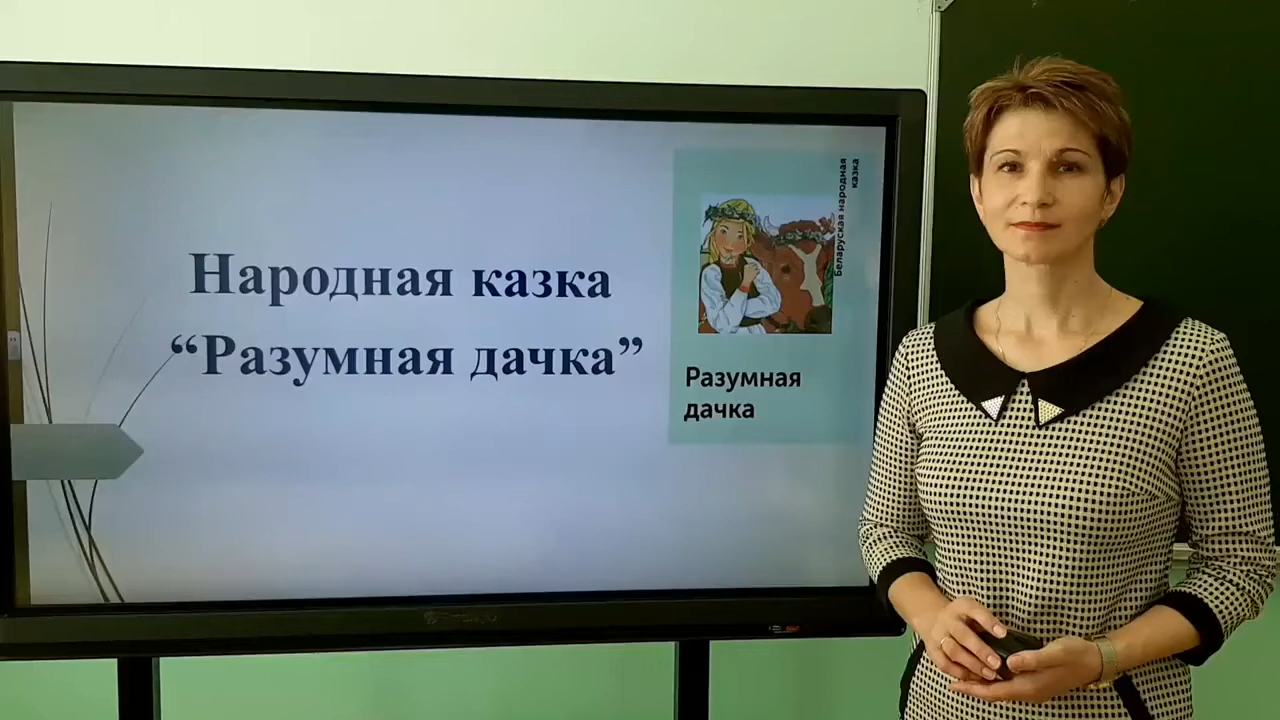 Народная казка
“Разумная дачка”
Беларуская народная
казка
Разумная
дачка